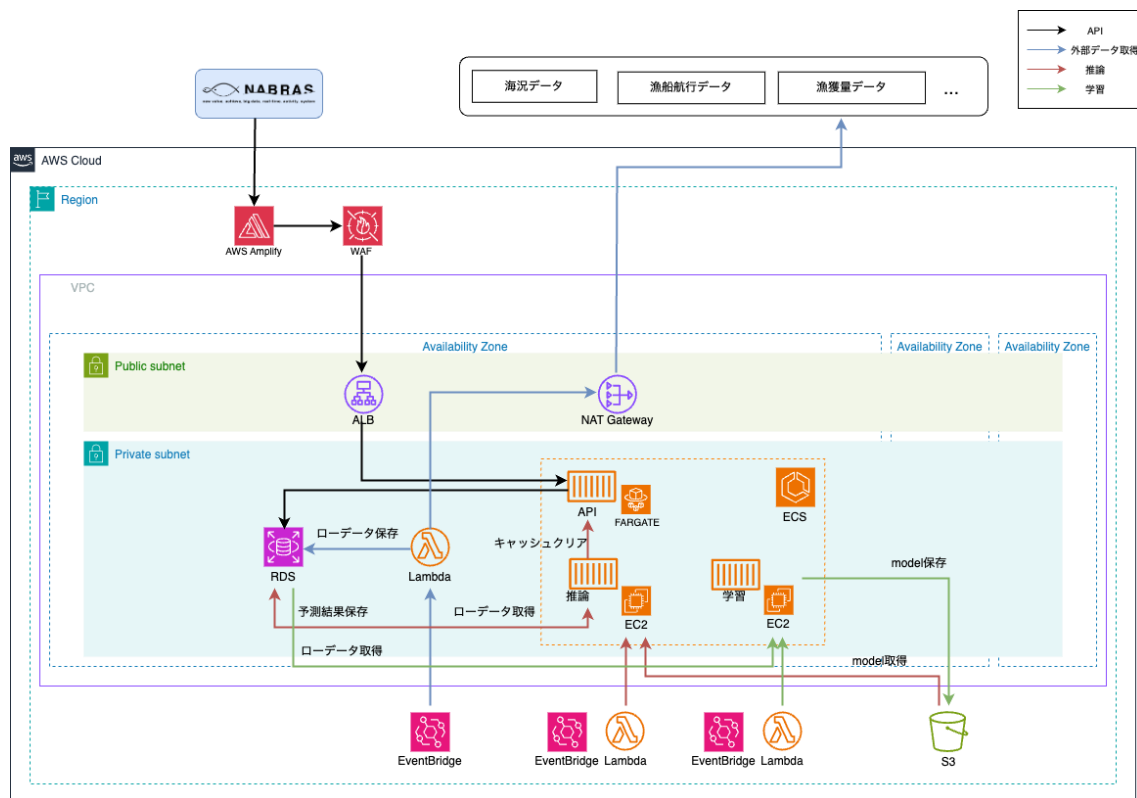 API
外部データ取得
推論
学習
NABRAS
海況データ
漁船航行データ
漁獲量データ
...
aws
AWS Cloud
Region
AWS Amplify
WAF
VPC
Availability Zone
Availability Zone
Availability Zone
Public subnet
ALB
NAT Gateway
Private subnet
API
FARGATE
ECS
ローデータ保存
キャッシュクリア
RDS
Lambda
推論
EC2
学習
EC2
model保存
予測結果保存
ローデータ取得
ローデータ取得
model取得
EventBridge
EventBridge
Lambda
EventBridge
Lambda
S3